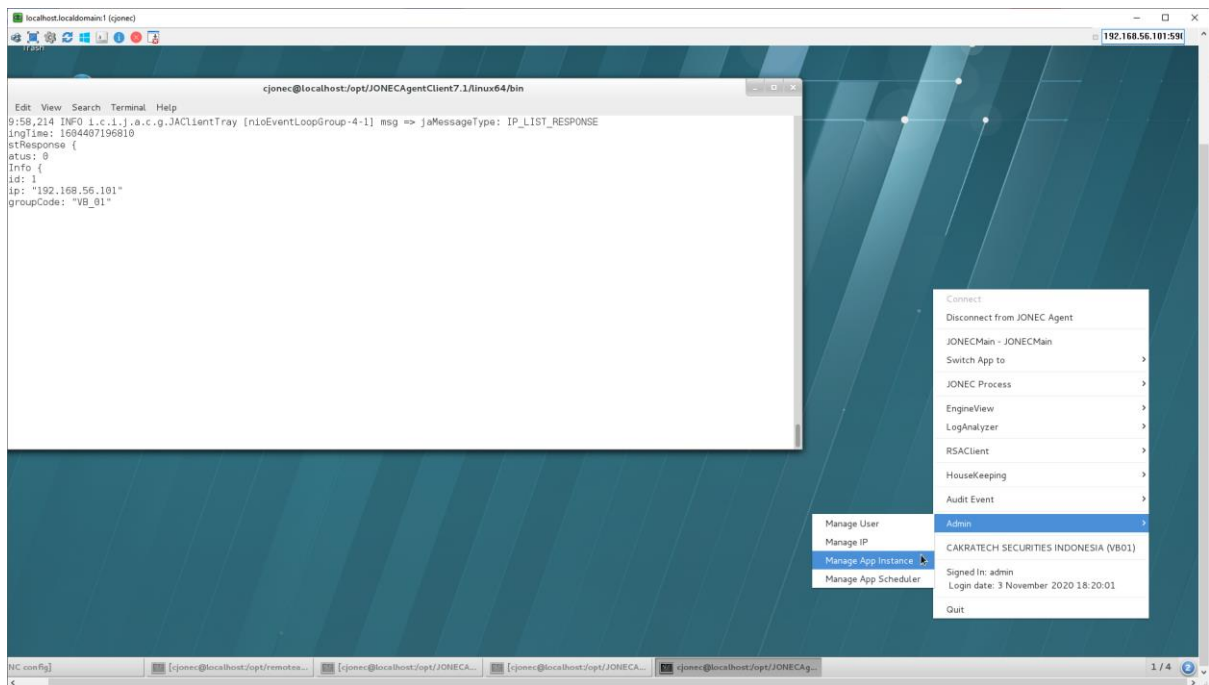 localhost.localdomain:1 (cjonec)
192.168.56.101:590
Trash
cjonec@localhost:/opt/JONECAgentClient7.1/linux64/bin
Edit View Search Terminal Help
9:58,214 INFO i.c.i.j.a.c.g.JAClientTray [nioEventLoopGroup-4-1] msg => jaMessageType: IP_LIST_RESPONSE
ingTime: 1604407196810
stResponse {
atus: 0
Info {
id: 1
ip: "192.168.56.101"
groupCode: "VB_01"
Connect
Disconnect from JONEC Agent
JONECMain - JONECMain
Switch App to
JONEC Process
EngineView
LogAnalyzer
RSAClient
HouseKeeping
Audit Event
Admin
Manage User
Manage IP
Manage App Instance
Manage App Scheduler
CAKRATECH SECURITIES INDONESIA (VB01)
Signed In: admin
Login date: 3 November 2020 18:20:01
Quit
NC config]
[cjonec@localhost:/opt/remotea...
[cjonec@localhost:/opt/JONECA...
[cjonec@localhost:/opt/JONECA...
cjonec@localhost:/opt/JONECAg...
1 / 4
2